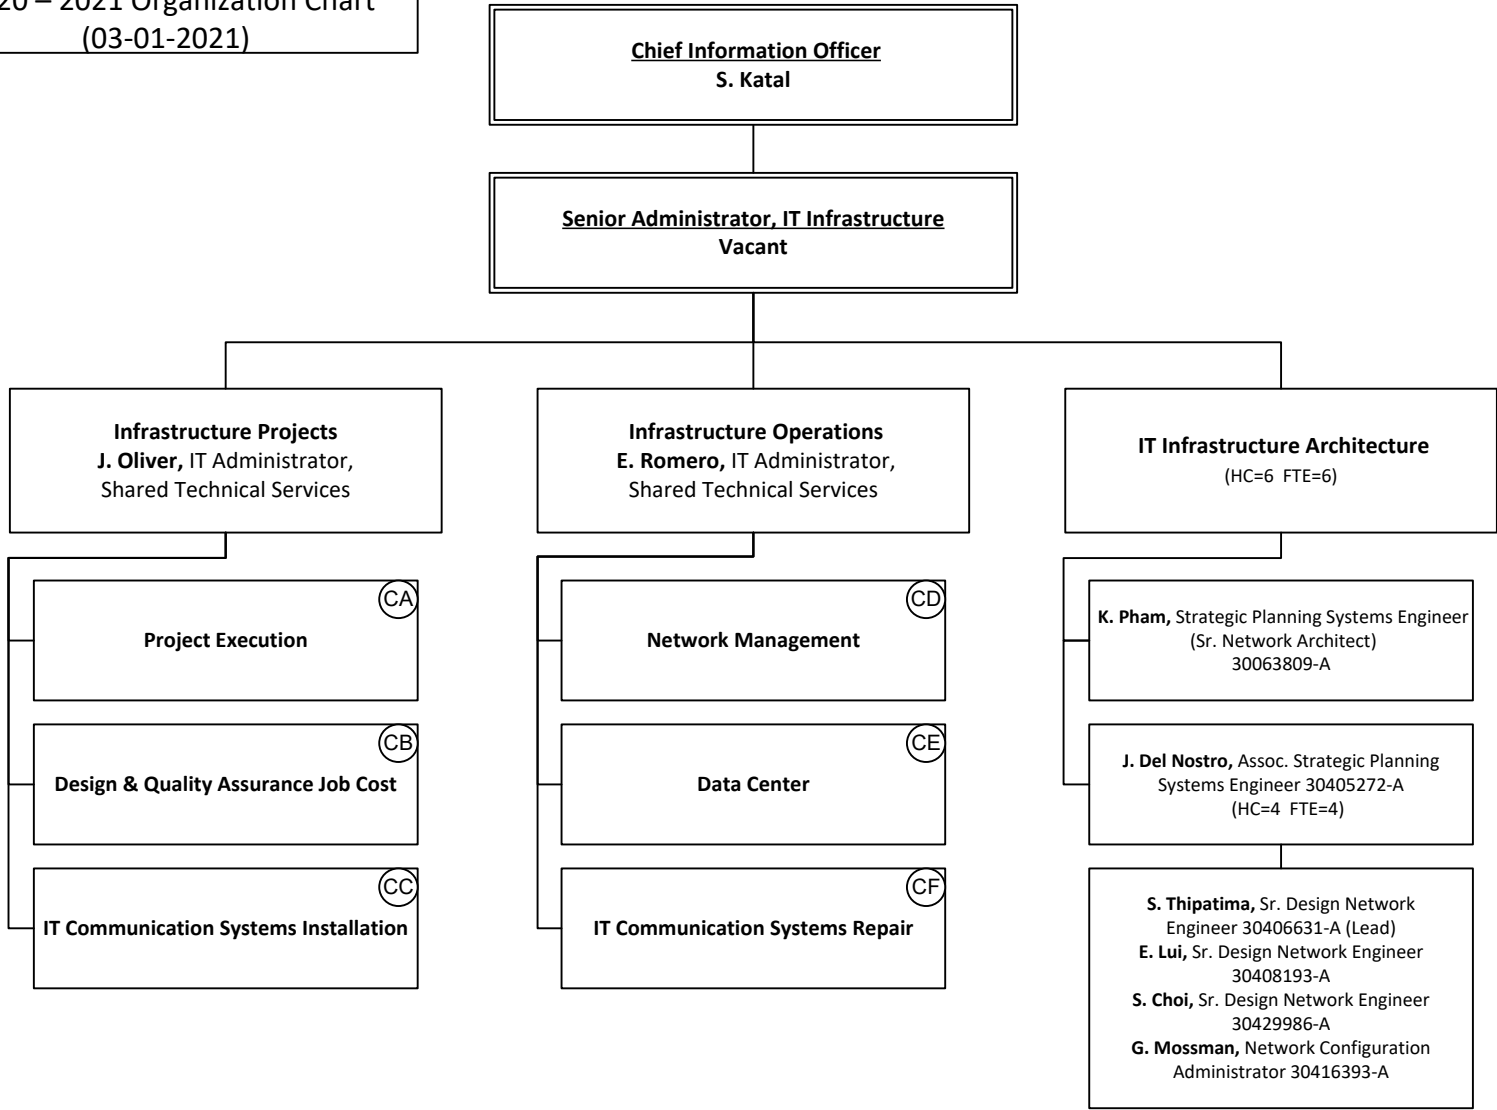 20 – 2021 Organization Chart
(03-01-2021)
Chief Information Officer
S. Katal
Senior Administrator, IT Infrastructure
Vacant
Infrastructure Projects
J. Oliver, IT Administrator,
Shared Technical Services
Infrastructure Operations
E. Romero, IT Administrator,
Shared Technical Services
IT Infrastructure Architecture
(HC=6 FTE=6)
CA
Project Execution
CB
Design & Quality Assurance Job Cost
CC
IT Communication Systems Installation
CD
Network Management
CE
Data Center
CF
IT Communication Systems Repair
K. Pham, Strategic Planning Systems Engineer
(Sr. Network Architect)
30063809-A
J. Del Nostro, Assoc. Strategic Planning
Systems Engineer 30405272-A
(HC=4 FTE=4)
S. Thipatima, Sr. Design Network
Engineer 30406631-A (Lead)
E. Lui, Sr. Design Network Engineer
30408193-A
S. Choi, Sr. Design Network Engineer
30429986-A
G. Mossman, Network Configuration
Administrator 30416393-A